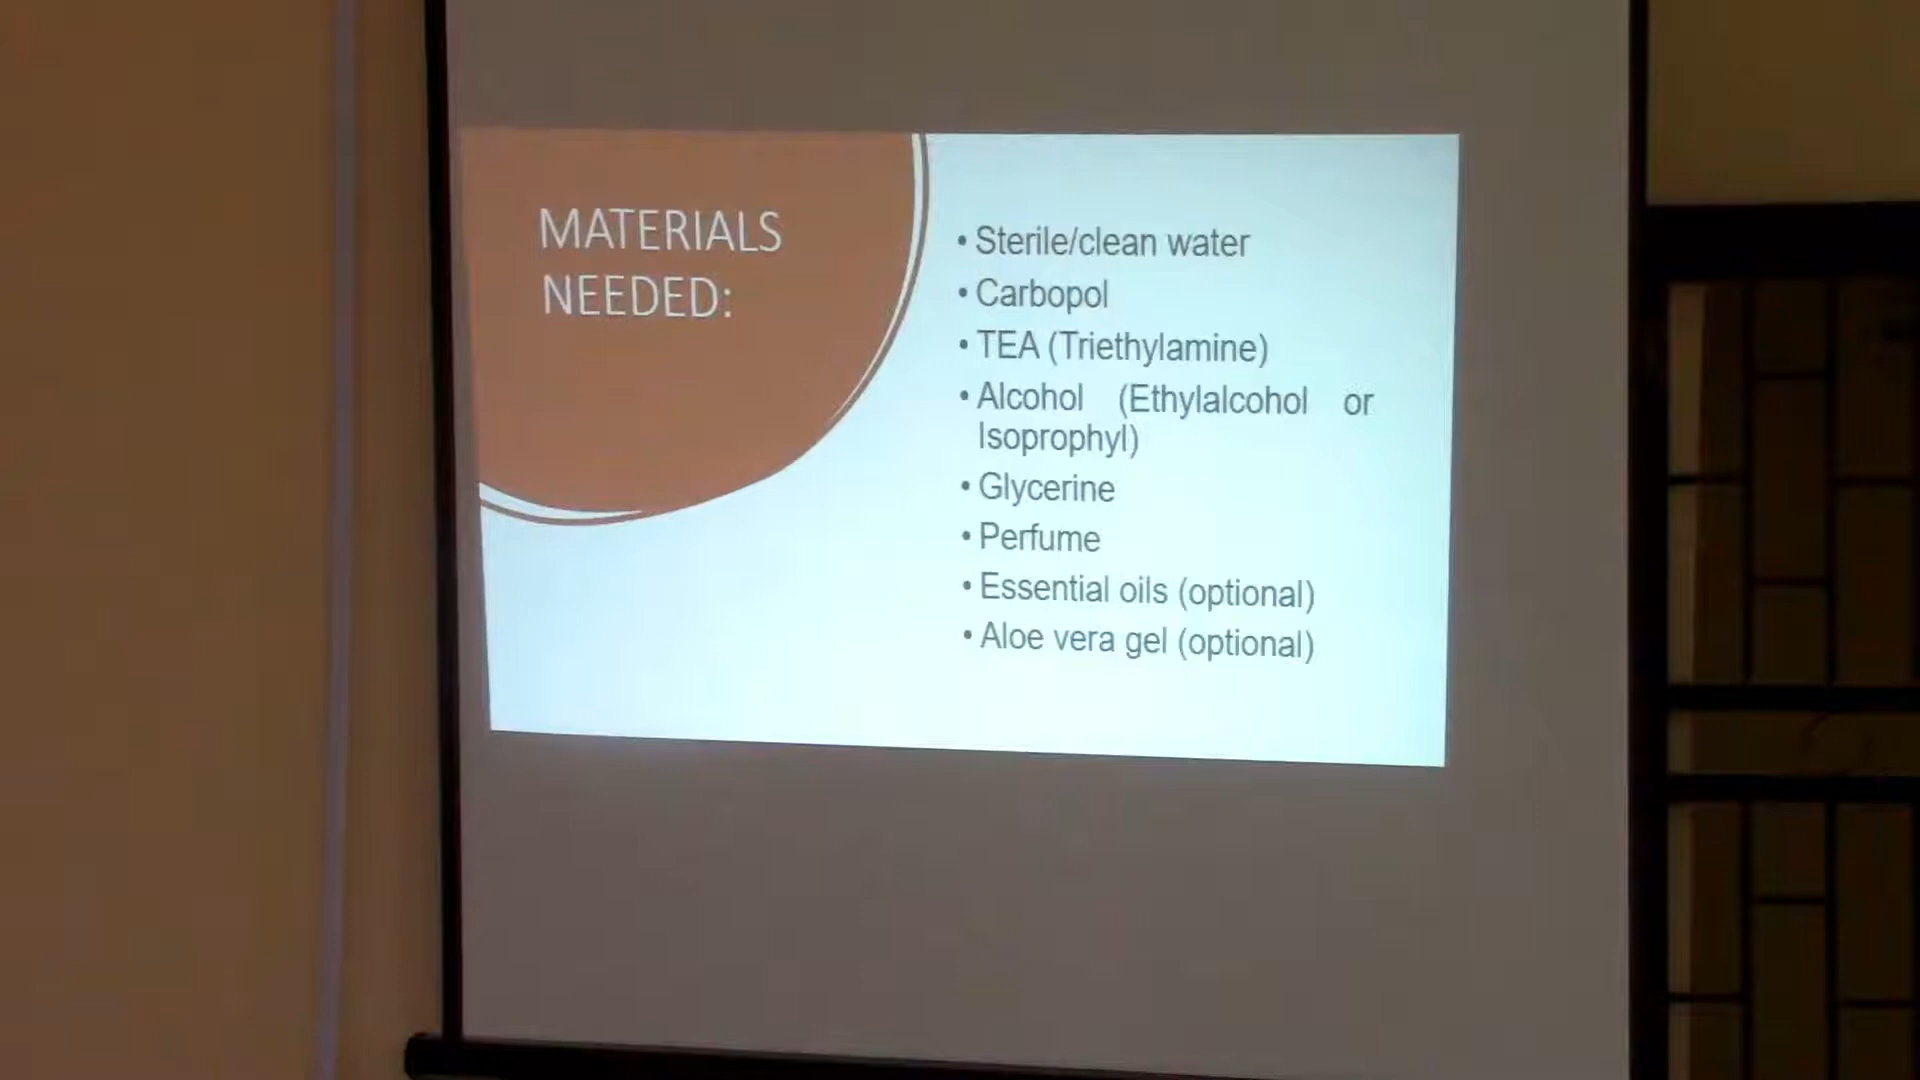 MATERIALS
NEEDED:
• Sterile/clean water
• Carbopol
• TEA (Triethylamine)
• Alcohol (Ethylalcohol or
Isoprophyl)
• Glycerine
• Perfume
• Essential oils (optional)
• Aloe vera gel (optional)